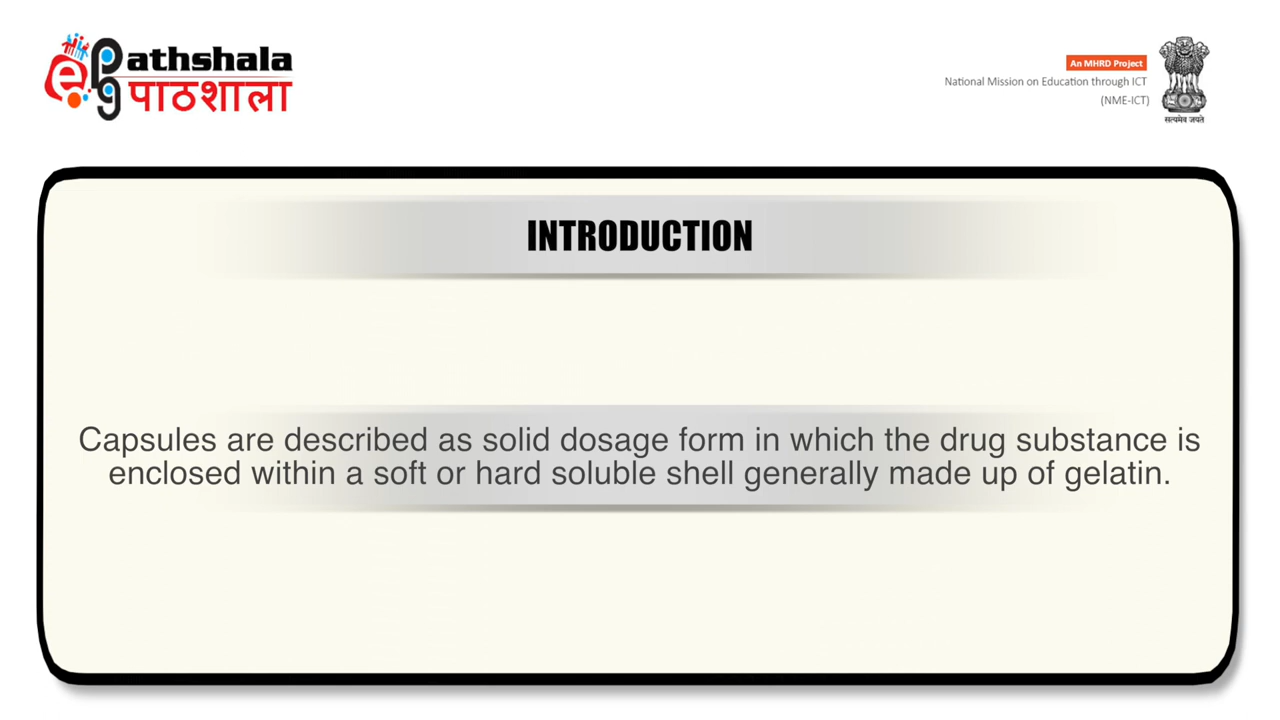 e
pg
athshala
पाठशाला
An MHRD Project
National Mission on Education through ICT
(NME-ICT)
सत्यमेव जयते
INTRODUCTION
Capsules are described as solid dosage form in which the drug substance is
enclosed within a soft or hard soluble shell generally made up of gelatin.